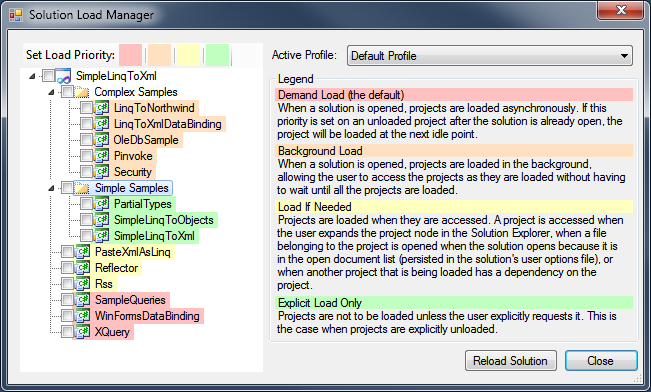 Solution Load Manager
Set Load Priority:
SimpleLinqToXml
Complex Samples
LinqToNorthwind
LinqToXmlDataBinding
OleDbSample
Pinvoke
Security
Simple Samples
PartialTypes
SimpleLinqToObjects
SimpleLinqToXml
PasteXmlAsLinq
Reflector
Rss
SampleQueries
WinFormsDataBinding
XQuery
Active Profile: Default Profile
Legend
Demand Load (the default)
When a solution is opened, projects are loaded asynchronously. If this
priority is set on an unloaded project after the solution is already open, the
project will be loaded at the next idle point.
Background Load
When a solution is opened, projects are loaded in the background,
allowing the user to access the projects as they are loaded without having
to wait until all the projects are loaded.
Load If Needed
Projects are loaded when they are accessed. A project is accessed when
the user expands the project node in the Solution Explorer, when a file
belonging to the project is opened when the solution opens because it is
in the open document list (persisted in the solution's user options file), or
when another project that is being loaded has a dependency on the
project.
Explicit Load Only
Projects are not to be loaded unless the user explicitly requests it. This is
the case when projects are explicitly unloaded.
Reload Solution
Close